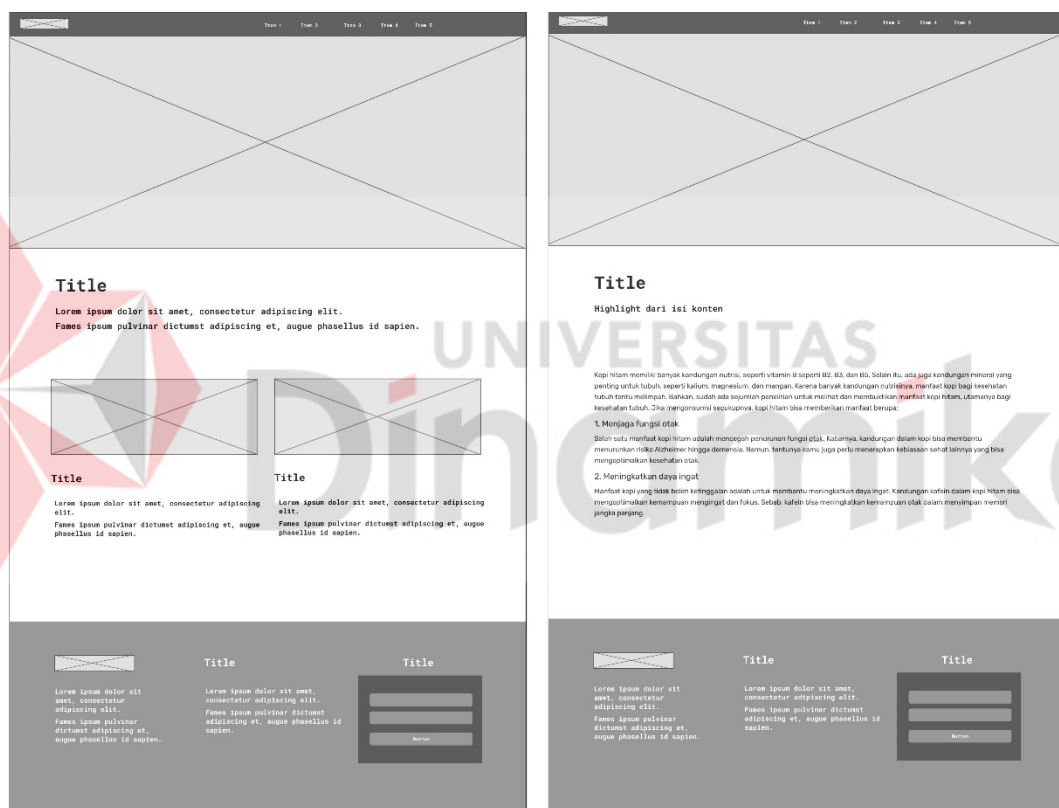 Item 1 Item 2 Item 3 Item 4 Item 5
Title
Lorem ipsum dolor sit amet, consectetur adipiscing elit.
Fames ipsum pulvinar dictumst adipiscing et, augue phasellus id sapien.
Title
Lorem ipsum dolor sit amet, consectetur adipiscing
elit.
Fames ipsum pulvinar dictumst adipiscing et, augue
phasellus id sapien.
Title
Lorem ipsum dolor sit amet, consectetur adipiscing
elit.
Fames ipsum pulvinar dictumst adipiscing et, augue
phasellus id sapien.
Lorem ipsum dolor sit
amet, consectetur
adipiscing elit.
Fames ipsum pulvinar
dictumst adipiscing et,
augue phasellus id sapien.
Title
Lorem ipsum dolor sit amet,
consectetur adipiscing elit.
Fames ipsum pulvinar dictumst
adipiscing et, augue phasellus id
sapien.
Title
Button
Item 1 Item 2 Item 3 Item 4 Item 5
Title
Highlight dari isi konten
Kopi hitam memiliki banyak kandungan nutrisi, seperti vitamin B seperti B2, B3, dan B5. Selain itu, ada juga kandungan mineral yang
penting untuk tubuh, seperti kalium, magnesium, dan mangan. Karena banyak kandungan nutrisinya, manfaat kopi bagi kesehatan
tubuh tentu melimpah. Bahkan, sudah ada sejumlah penelitian untuk melihat dan membuktikan manfaat kopi hitam, utamanya bagi
kesehatan tubuh. Jika mengonsumsi secukupnya, kopi hitam bisa memberikan manfaat berupa:
1. Menjaga fungsi otak
Salah satu manfaat kopi hitam adalah mencegah penurunan fungsi otak. Kabarnya, kandungan dalam kopi bisa membantu
menurunkan risiko Alzheimer hingga demensia. Namun, tentunya kamu juga perlu menerapkan kebiasaan sehat lainnya yang bisa
mengoptimalkan kesehatan otak.
2. Meningkatkan daya ingat
Manfaat kopi yang tidak boleh ketinggalan adalah untuk membantu meningkatkan daya ingat. Kandungan kafein dalam kopi hitam bisa
mengoptimalkan kemampuan mengingat dan fokus. Sebab, kafein bisa meningkatkan kemampuan otak dalam menyimpan memori
jangka panjang.
Lorem ipsum dolor sit
amet, consectetur
adipiscing elit.
Fames ipsum pulvinar
dictumst adipiscing et,
augue phasellus id sapien.
Title
Lorem ipsum dolor sit amet,
consectetur adipiscing elit.
Fames ipsum pulvinar dictumst
adipiscing et, augue phasellus id
sapien.
Title
Button
UNIVERSITAS
Dinamika